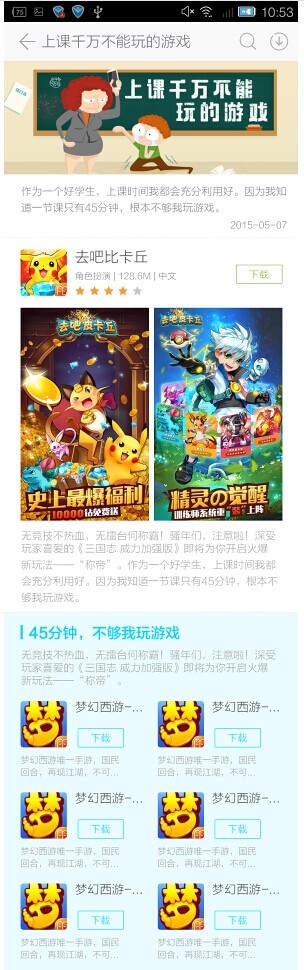 75
10:53
上课千万不能玩的游戏
上课千万不能
玩的游戏
作为一个好学生，上课时间我都会充分利用好。因为我知
道一节课只有45分钟，根本不够我玩游戏。
2015-05-07
去吧比卡丘
角色扮演 | 128.6M | 中文
下载
去吧皮卡丘
史上最爆福利
10000钻免费送
去吧皮卡丘
精灵の觉醒
训练师系统重装上阵
无竞技不热血，无擂台何称霸！骚年们，注意啦！深受
玩家喜爱的《三国志 威力加强版》即将为你开启火爆
新玩法——“称帝”。作为一个好学生，上课时间我都
会充分利用好。因为我知道一节课只有45分钟，根本不
够我玩游戏。
45分钟，不够我玩游戏
无竞技不热血，无擂台何称霸！骚年们，注意啦！深受
玩家喜爱的《三国志 威力加强版》即将为你开启火爆
新玩法——“称帝”。
梦幻西游-...
下载
梦幻西游唯一手游，国民
回合，再现江湖，不可...
梦幻西游-...
下载
梦幻西游唯一手游，国民
回合，再现江湖，不可...
梦幻西游-...
下载
梦幻西游唯一手游，国民
回合，再现江湖，不可...
梦幻西游-...
下载
梦幻西游唯一手游，国民
回合，再现江湖，不可...
梦幻西游-...
下载
梦幻西游唯一手游，国民
回合，再现江湖，不可...
梦幻西游-...
下载
梦幻西游唯一手游，国民
回合，再现江湖，不可...